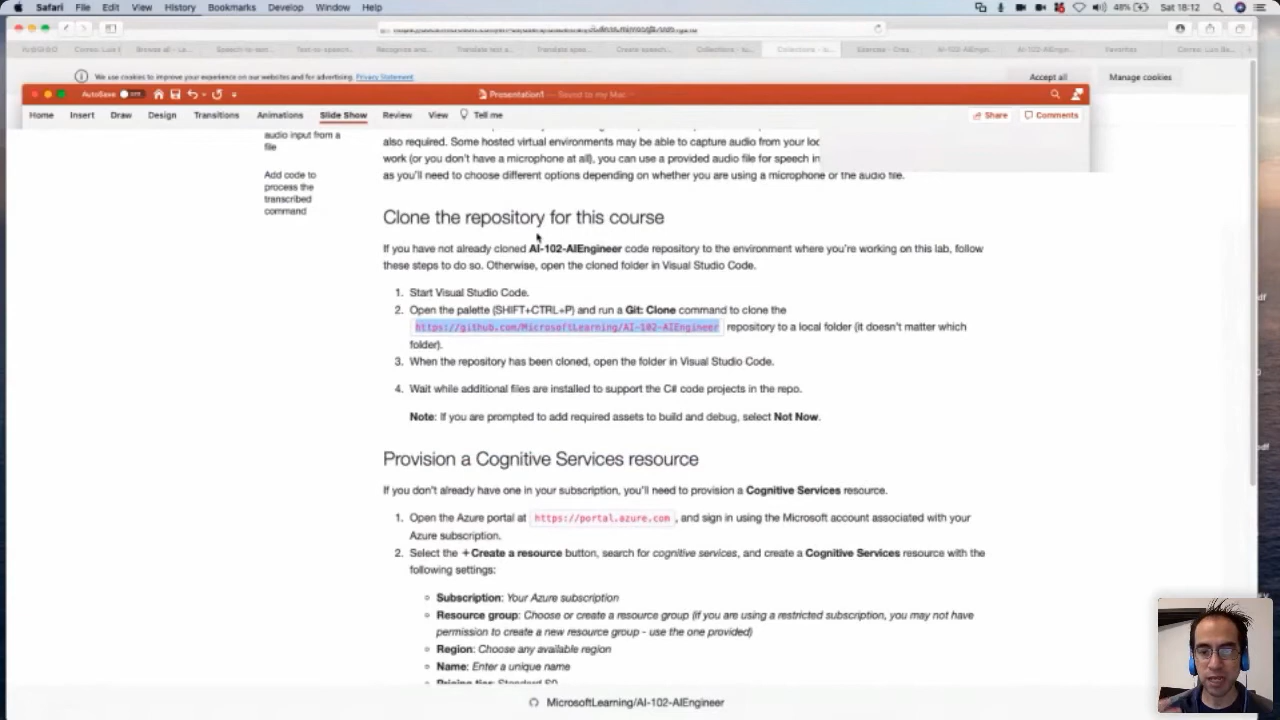 Safari File Edit View History Bookmarks Develop Window Help 48% Sat 18:12
docs.microsoft.com
We use cookies to improve your experience on our websites and for advertising. Privacy Statement Accept all Manage cookies
AutoSave OFF Presentation1 — Saved to my Mac
Home Insert Draw Design Transitions Animations Slide Show Review View Tell me Share Comments
audio input from a
file
Add code to
process the
transcribed
command
also required. Some hosted virtual environments may be able to capture audio from your loc
work (or you don't have a microphone at all), you can use a provided audio file for speech in
as you'll need to choose different options depending on whether you are using a microphone or the audio file.
Clone the repository for this course
If you have not already cloned AI-102-AIEngineer code repository to the environment where you're working on this lab, follow
these steps to do so. Otherwise, open the cloned folder in Visual Studio Code.
1. Start Visual Studio Code.
2. Open the palette (SHIFT+CTRL+P) and run a Git: Clone command to clone the
https://github.com/MicrosoftLearning/AI-102-AIEngineer repository to a local folder (it doesn't matter which
folder).
3. When the repository has been cloned, open the folder in Visual Studio Code.
4. Wait while additional files are installed to support the C# code projects in the repo.
Note: If you are prompted to add required assets to build and debug, select Not Now.
Provision a Cognitive Services resource
If you don't already have one in your subscription, you'll need to provision a Cognitive Services resource.
1. Open the Azure portal at https://portal.azure.com, and sign in using the Microsoft account associated with your
Azure subscription.
2. Select the +Create a resource button, search for cognitive services, and create a Cognitive Services resource with the
following settings:
Subscription: Your Azure subscription
Resource group: Choose or create a resource group (if you are using a restricted subscription, you may not have
permission to create a new resource group - use the one provided)
Region: Choose any available region
Name: Enter a unique name
Pricing tier: Standard S0
MicrosoftLearning/AI-102-AIEngineer